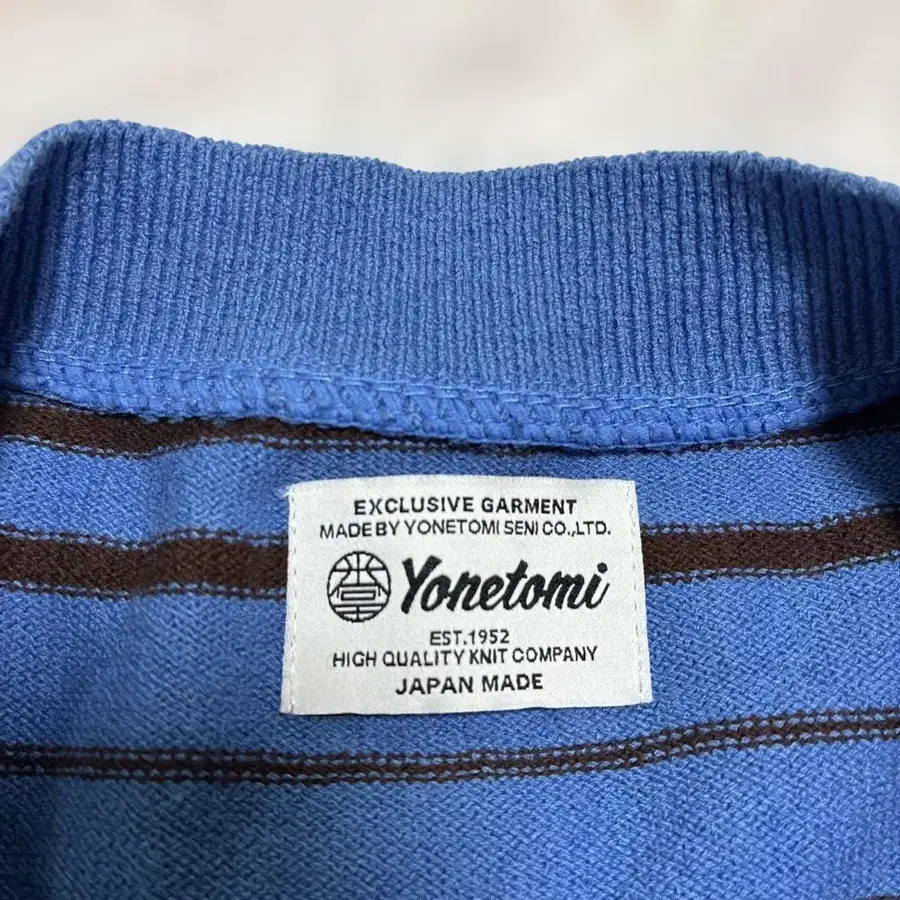 EXCLUSIVE GARMENT
MADE BY YONETOMI SENI CO.,LTD.
Yonetomi
EST.1952
HIGH QUALITY KNIT COMPANY
JAPAN MADE